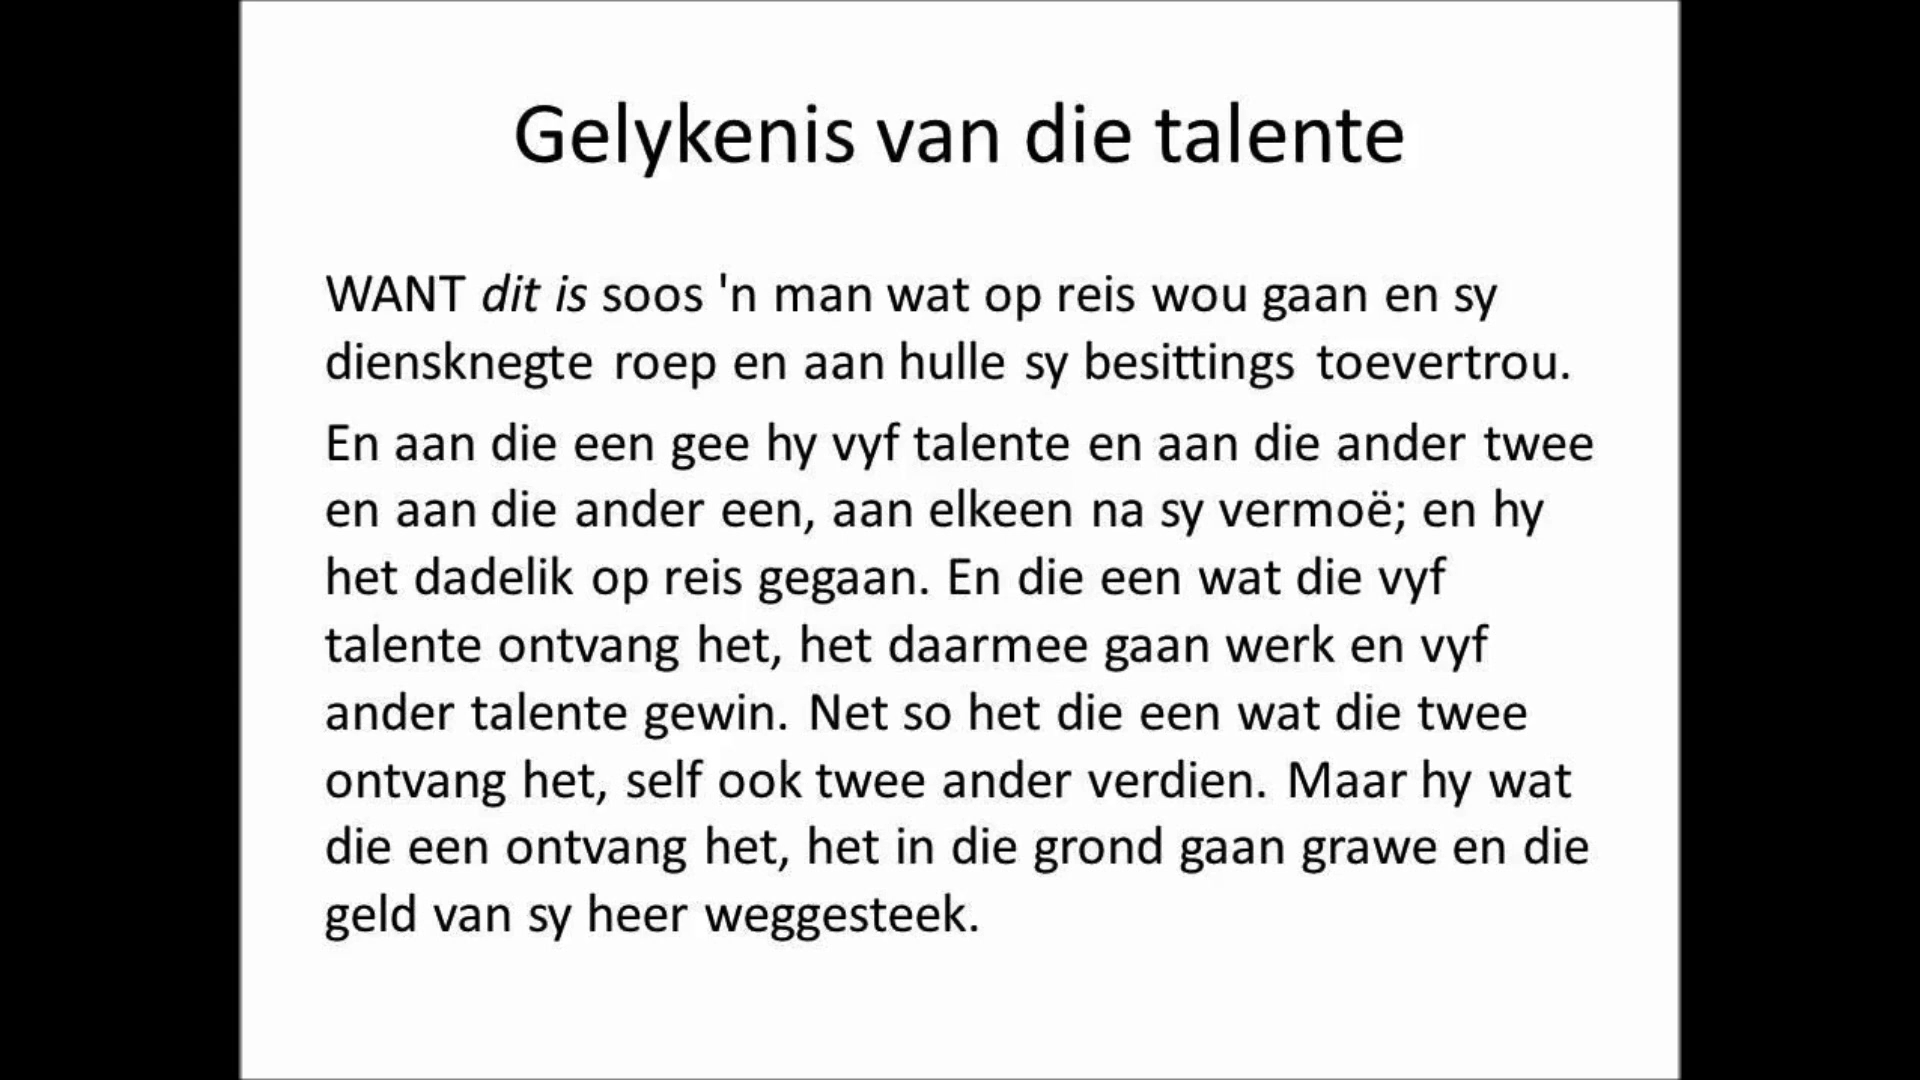 Gelykenis van die talente
WANT dit is soos 'n man wat op reis wou gaan en sy
diensknegte roep en aan hulle sy besittings toevertrou.
En aan die een gee hy vyf talente en aan die ander twee
en aan die ander een, aan elkeen na sy vermoë; en hy
het dadelik op reis gegaan. En die een wat die vyf
talente ontvang het, het daarmee gaan werk en vyf
ander talente gewin. Net so het die een wat die twee
ontvang het, self ook twee ander verdien. Maar hy wat
die een ontvang het, het in die grond gaan grawe en die
geld van sy heer weggesteek.